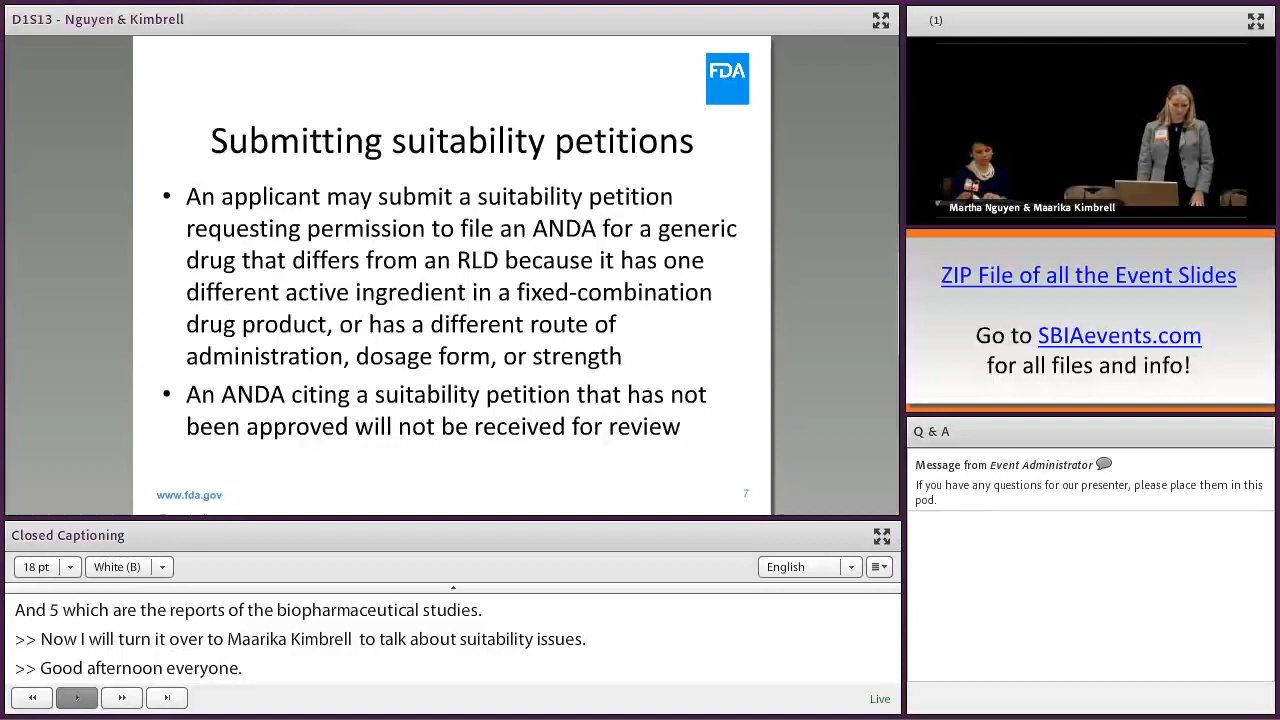 D1S13 - Nguyen & Kimbrell
FDA
Submitting suitability petitions
• An applicant may submit a suitability petition
requesting permission to file an ANDA for a generic
drug that differs from an RLD because it has one
different active ingredient in a fixed-combination
drug product, or has a different route of
administration, dosage form, or strength
• An ANDA citing a suitability petition that has not
been approved will not be received for review
www.fda.gov
7
(1)
Martha Nguyen & Maarika Kimbrell
ZIP File of all the Event Slides
Go to SBIAevents.com
for all files and info!
Q & A
Message from Event Administrator
If you have any questions for our presenter, please place them in this
pod.
Closed Captioning
18 pt
White (B)
English
And 5 which are the reports of the biopharmaceutical studies.
>> Now I will turn it over to Maarika Kimbrell  to talk about suitability issues.
>> Good afternoon everyone.
Live